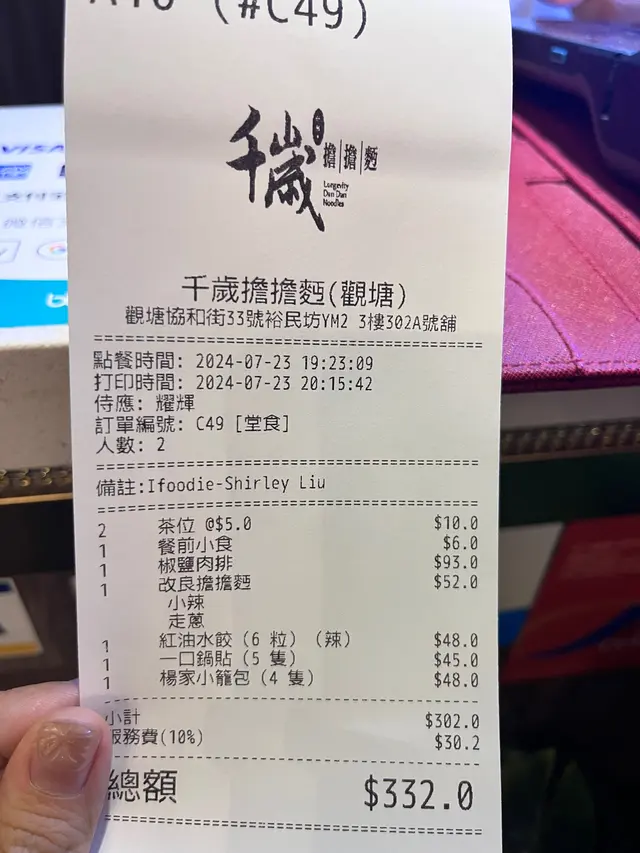 (#C49)
千歲
擔擔麵
Longevity
Dan Dan
Noodles
VISA
千歲擔擔麵(觀塘)
觀塘協和街33號裕民坊YM2 3樓302A號舖
點餐時間: 2024-07-23 19:23:09
打印時間: 2024-07-23 20:15:42
侍應: 耀輝
訂單編號: C49 [堂食]
人數: 2
備註:Ifoodie-Shirley Liu
2 茶位 @$5.0 $10.0
1 餐前小食 $6.0
1 椒鹽肉排 $93.0
1 改良擔擔麵 $52.0
小辣
走蔥
1 紅油水餃 (6 粒) (辣) $48.0
1 一口鍋貼 (5 隻) $45.0
1 楊家小籠包 (4 隻) $48.0
小計 $302.0
服務費(10%) $30.2
總額 $332.0